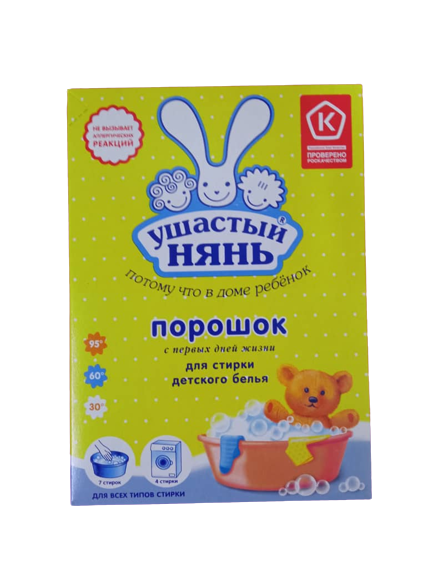 НЕ ВЫЗЫВАЕТ
АЛЛЕРГИЧЕСКИХ
РЕАКЦИЙ
К
ПРОВЕРЕНО
РОСКАЧЕСТВОМ
УШАСТЫЙ®
НЯНЬ
потому что в доме ребёнок
порошок
с первых дней жизни
для стирки
детского белья
95°
60°
30°
7 стирок
4 стирки
ДЛЯ ВСЕХ ТИПОВ СТИРКИ